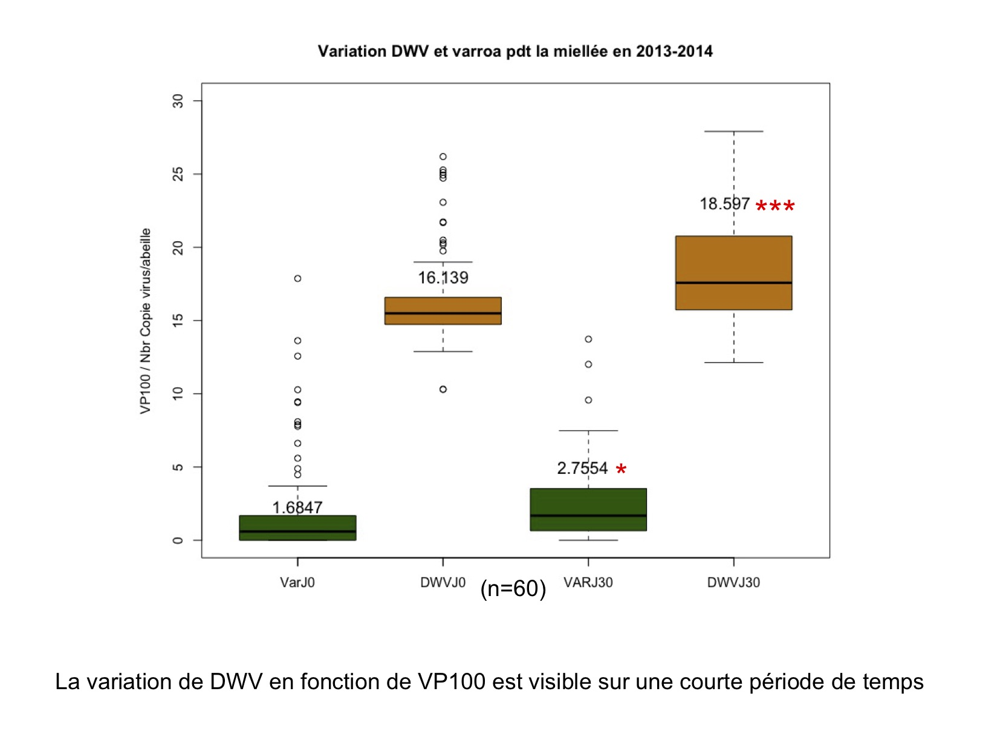 Variation DWV et varroa pdt la miellée en 2013-2014
VP100 / Nbr Copie virus/abeille
30
25
20
15
10
5
0
18.597 ***
16.139
2.7554 *
1.6847
VarJ0 DWVJ0 (n=60) VARJ30 DWVJ30
La variation de DWV en fonction de VP100 est visible sur une courte période de temps